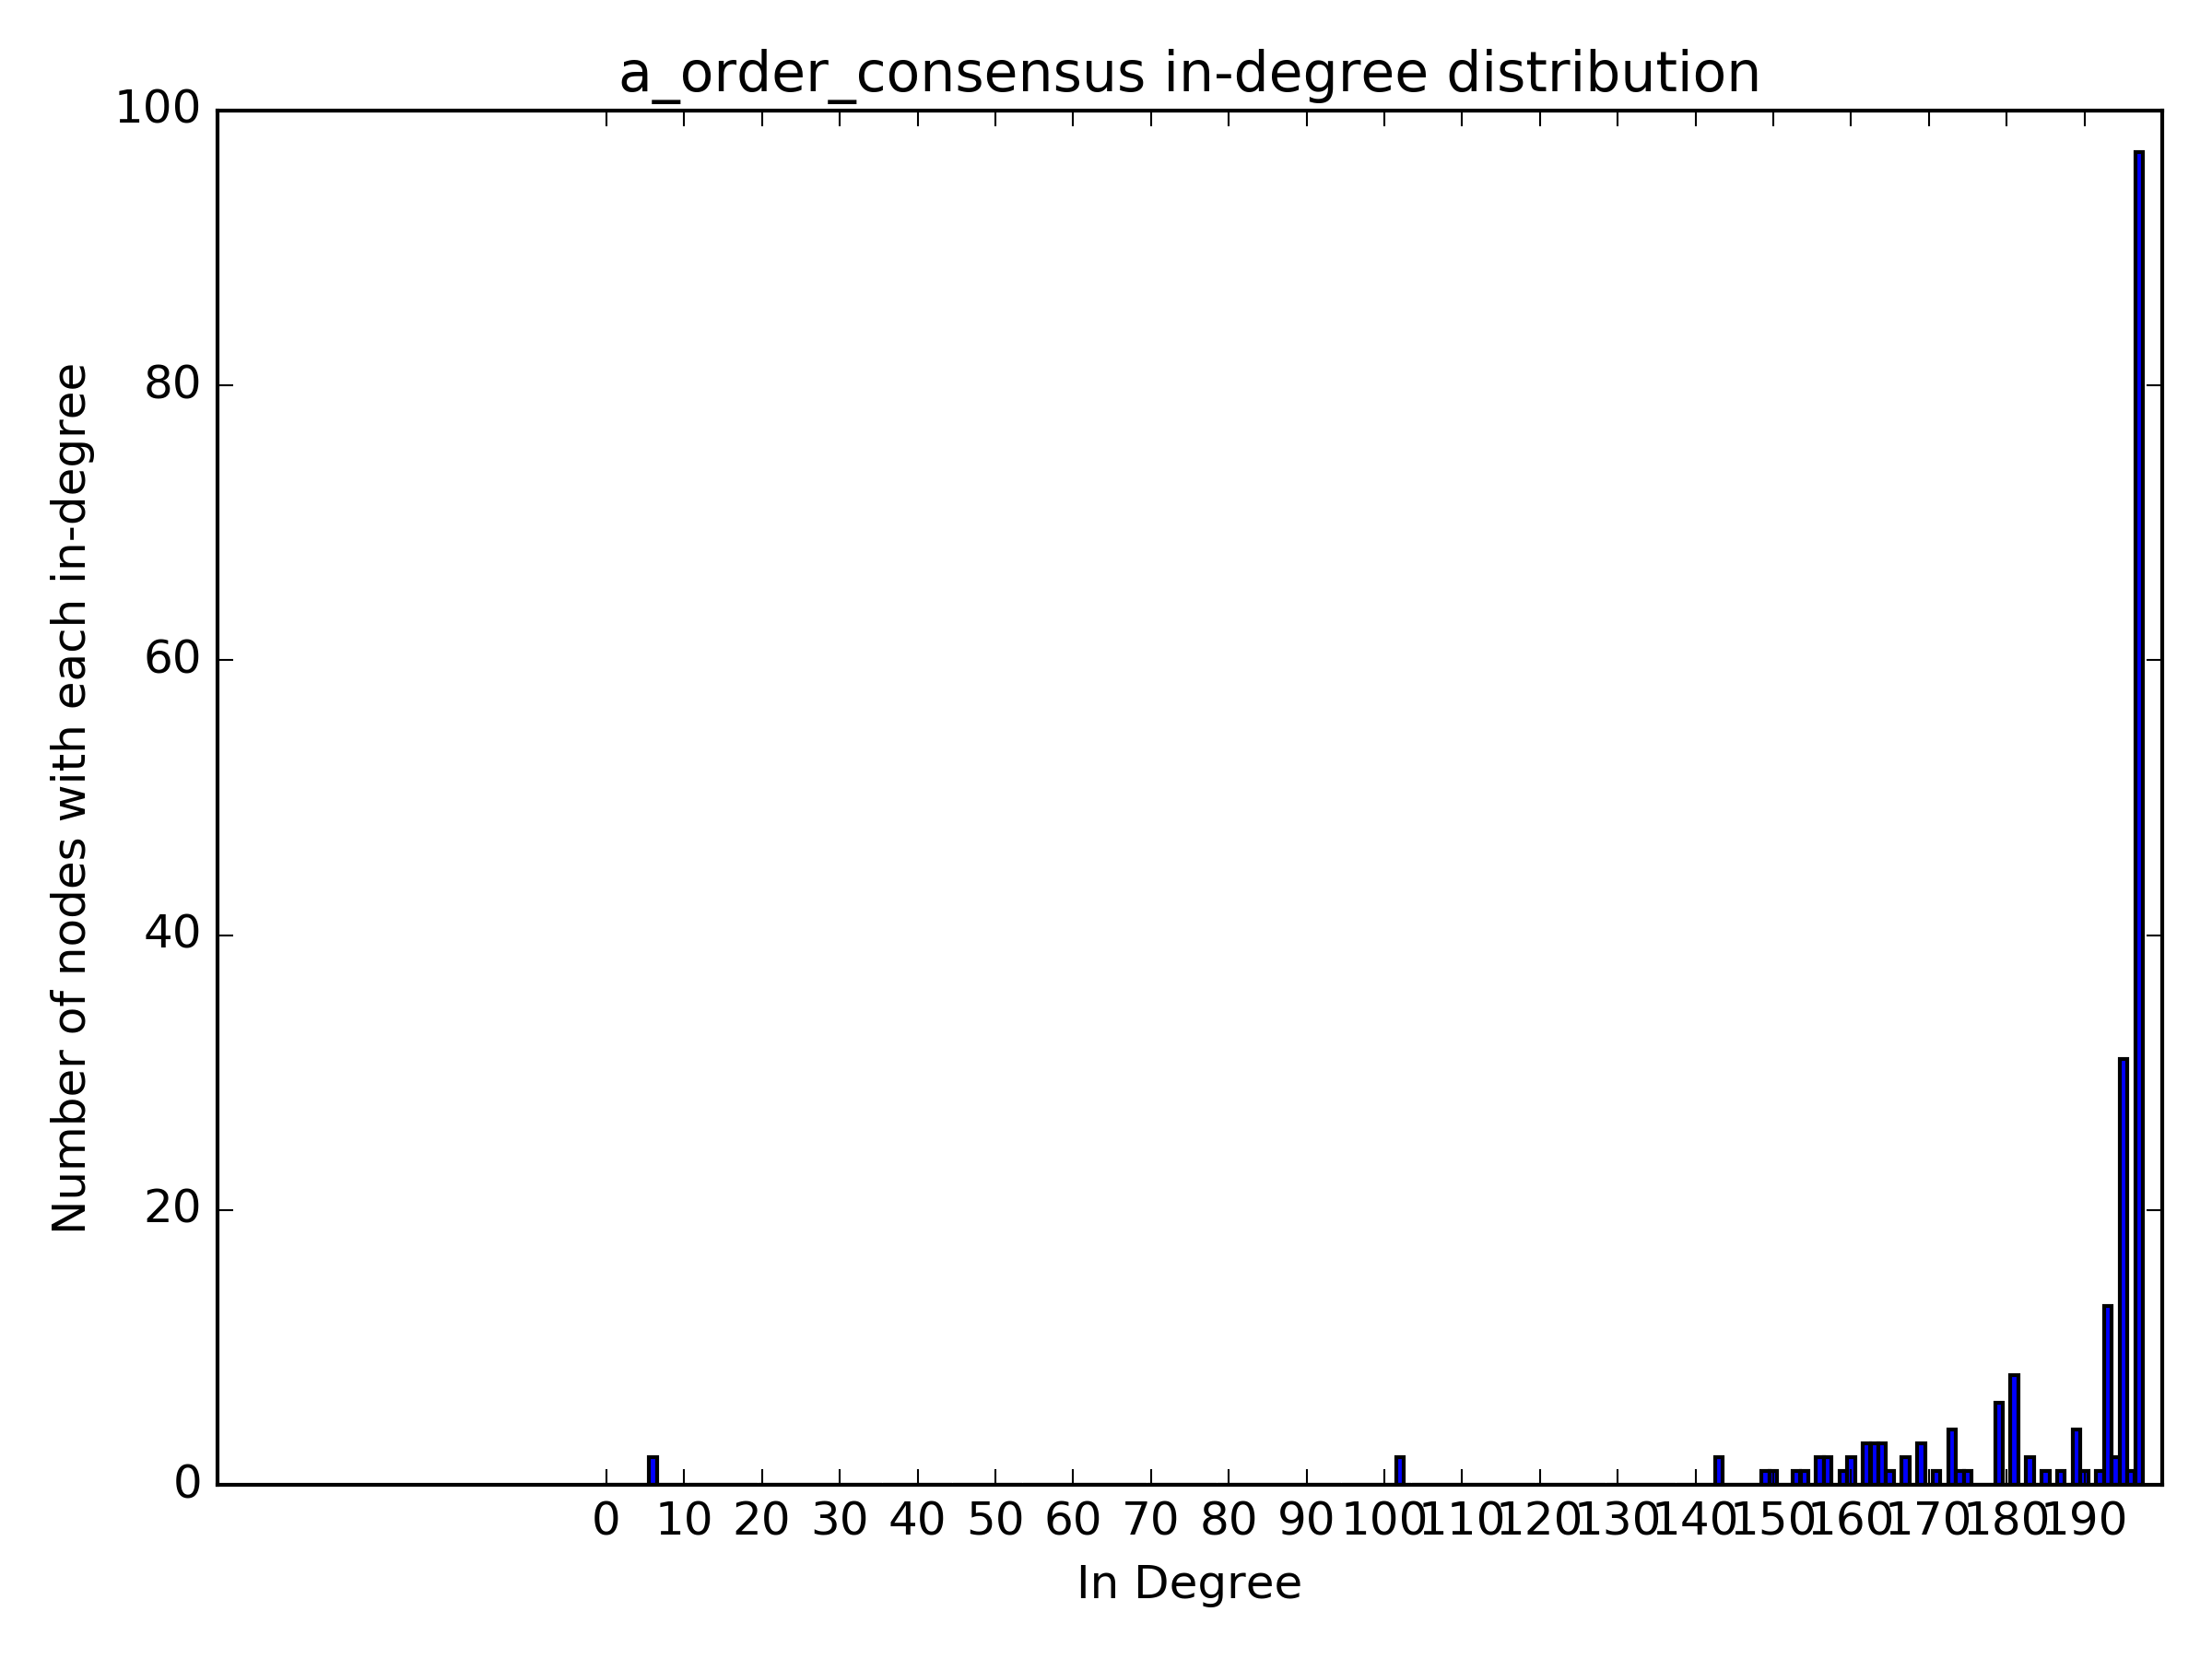 a_order_consensus in-degree distribution
100
80
60
40
20
0
Number of nodes with each in-degree
0 10 20 30 40 50 60 70 80 90 100 110 120 130 140 150 160 170 180 190
In Degree